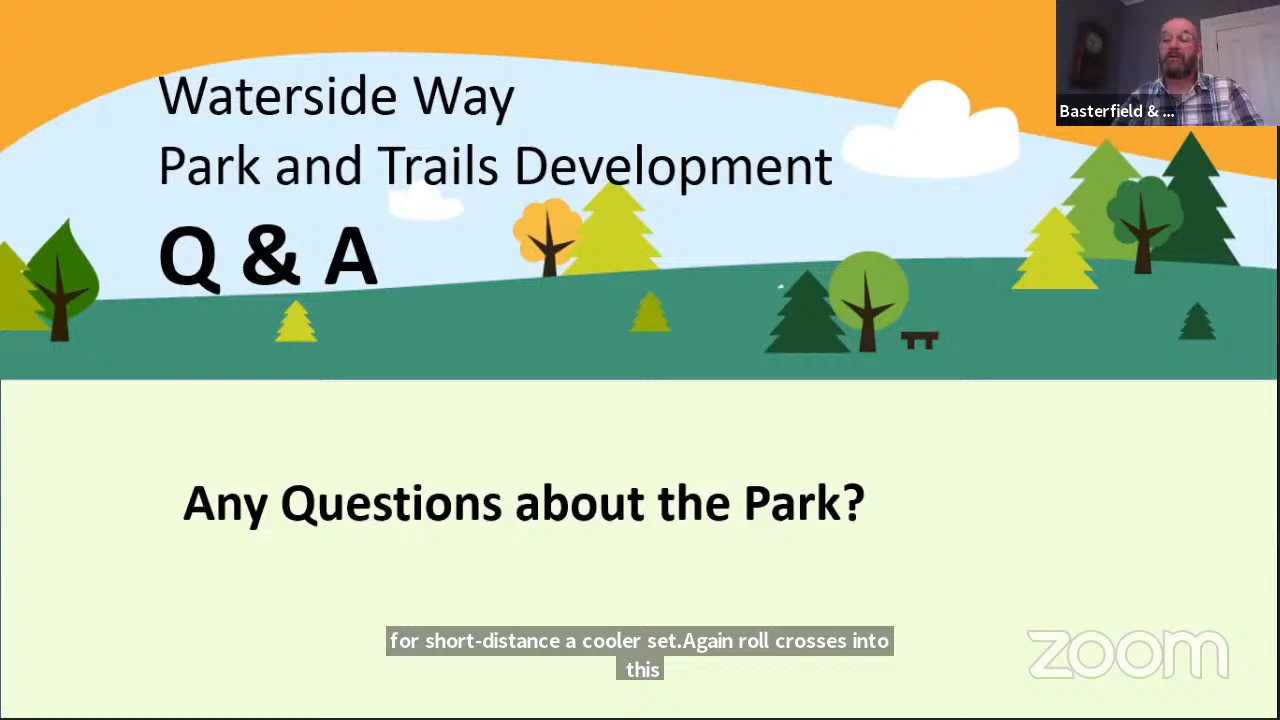 Waterside Way
Park and Trails Development
Q & A
Basterfield & ...
Any Questions about the Park?
for short-distance a cooler set.Again roll crosses into
this
zoom